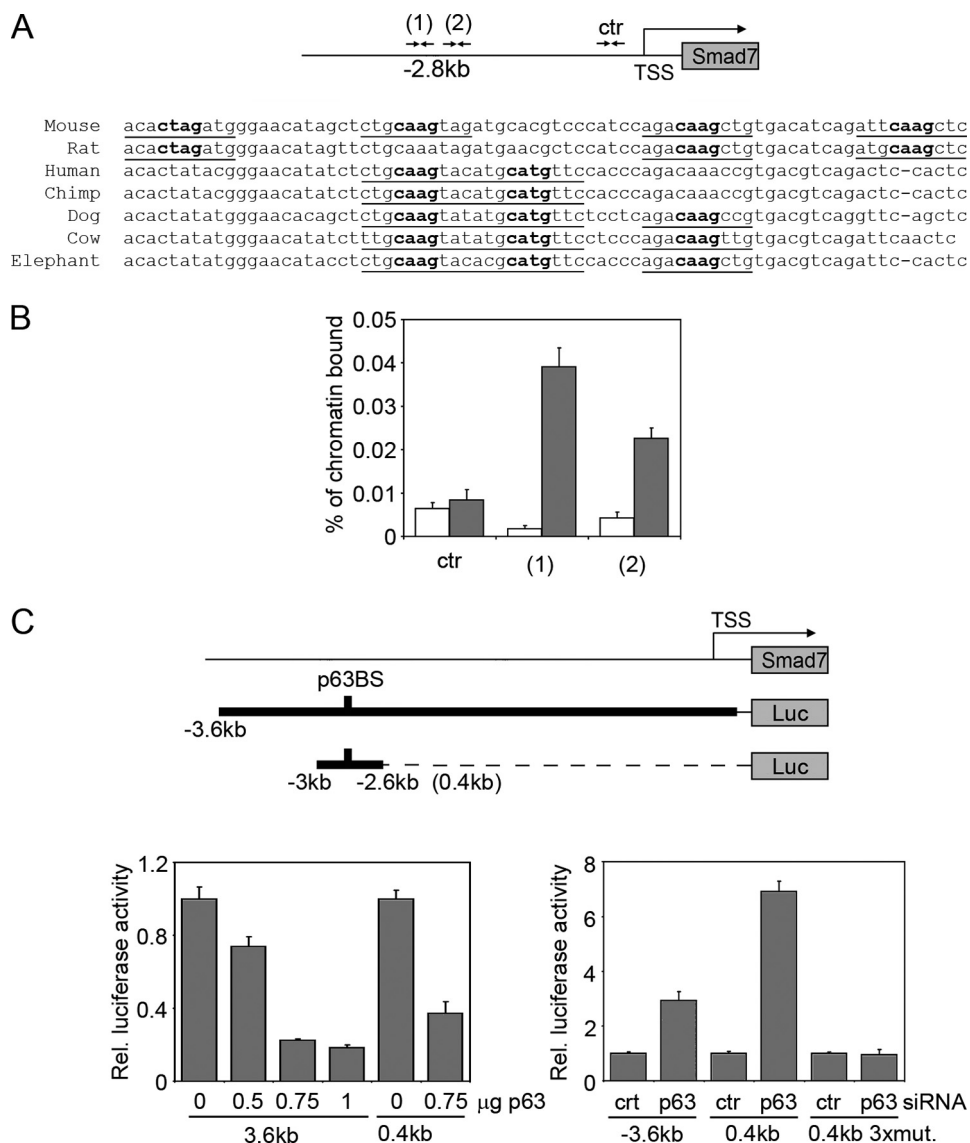 A
(1) (2) ctr
-2.8kb TSS Smad7
Mouse acactagatgggaacatagctctgcaagtagatgcacgtcccatccagacaagctgtgacatcagattcaagctc
Rat acactagatgggaacatagttctgcaaatagatgaacgctccatccagacaagctgtgacatcagatgcaagctc
Human acactatacgggaacatagctctgcaagtacatgcatgttccacccagacaaaccgtgacgtcagactc-cactc
Chimp acactatacgggaacatagctctgcaagtacatgcatgttccacccagacaaaccgtgacgtcagactc-cactc
Dog acactatatgggaacacagctctgcaagtatatgcatgttctcctcagacaagccgtgacgtcaggttc-agctc
Cow acactatatgggaacatatctttgcaagtatatgcatgttcctcccagacaagttgtgacgtcagattcaactc
Elephant acactatatgggaacatacctctgcaagtacacgcatgttccacccagacaagctgtgacgtcagattc-cactc
B
% of chromatin bound
0.05
0.04
0.03
0.02
0.01
0
ctr (1) (2)
C
TSS
Smad7
p63BS
Luc
-3.6kb
Luc
-3kb -2.6kb (0.4kb)
Rel. luciferase activity
1.2
0.8
0.4
0
0 0.5 0.75 1 0 0.75 μg p63
3.6kb 0.4kb
Rel. luciferase activity
8
6
4
2
0
crt p63 ctr p63 ctr p63 siRNA
-3.6kb 0.4kb 0.4kb 3xmut.